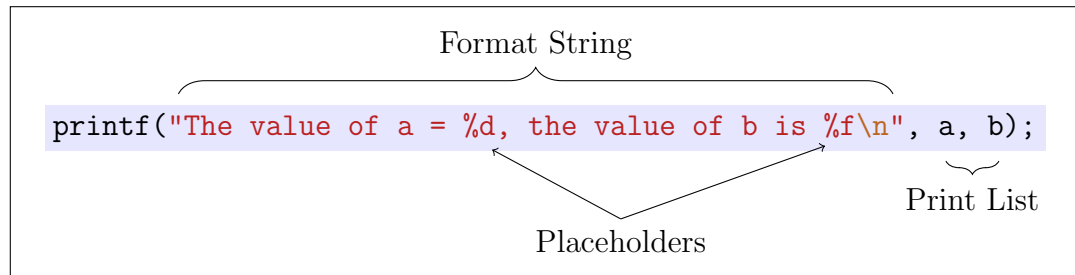 Format String
printf("The value of a = %d, the value of b is %f\n", a, b);
Print List
Placeholders